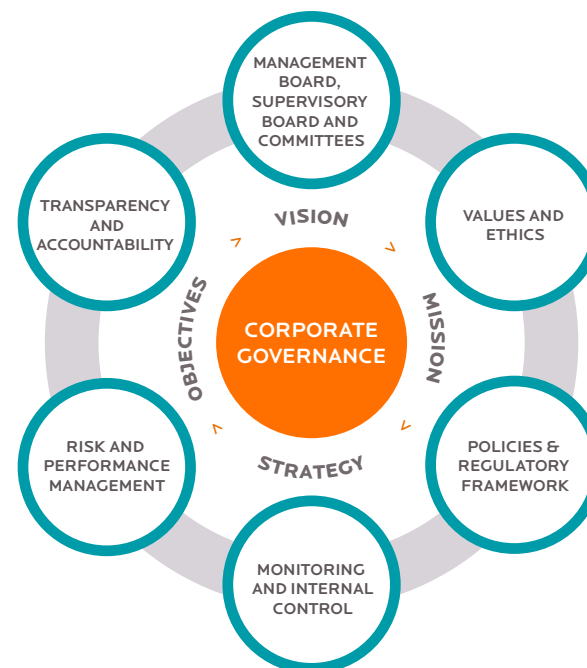 MANAGEMENT
BOARD,
SUPERVISORY
BOARD AND
COMMITTEES
TRANSPARENCY
AND
ACCOUNTABILITY
VALUES AND
ETHICS
VISION
MISSION
STRATEGY
OBJECTIVES
CORPORATE
GOVERNANCE
RISK AND
PERFORMANCE
MANAGEMENT
POLICIES &
REGULATORY
FRAMEWORK
MONITORING
AND INTERNAL
CONTROL